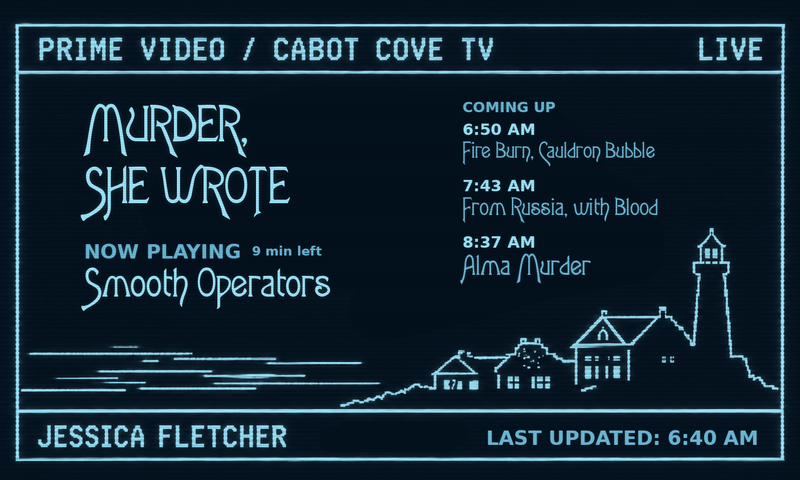 PRIME VIDEO / CABOT COVE TV
LIVE
MURDER,
SHE WROTE
NOW PLAYING 9 min left
Smooth Operators
COMING UP
6:50 AM
Fire Burn, Cauldron Bubble
7:43 AM
From Russia, with Blood
8:37 AM
Alma Murder
JESSICA FLETCHER
LAST UPDATED: 6:40 AM